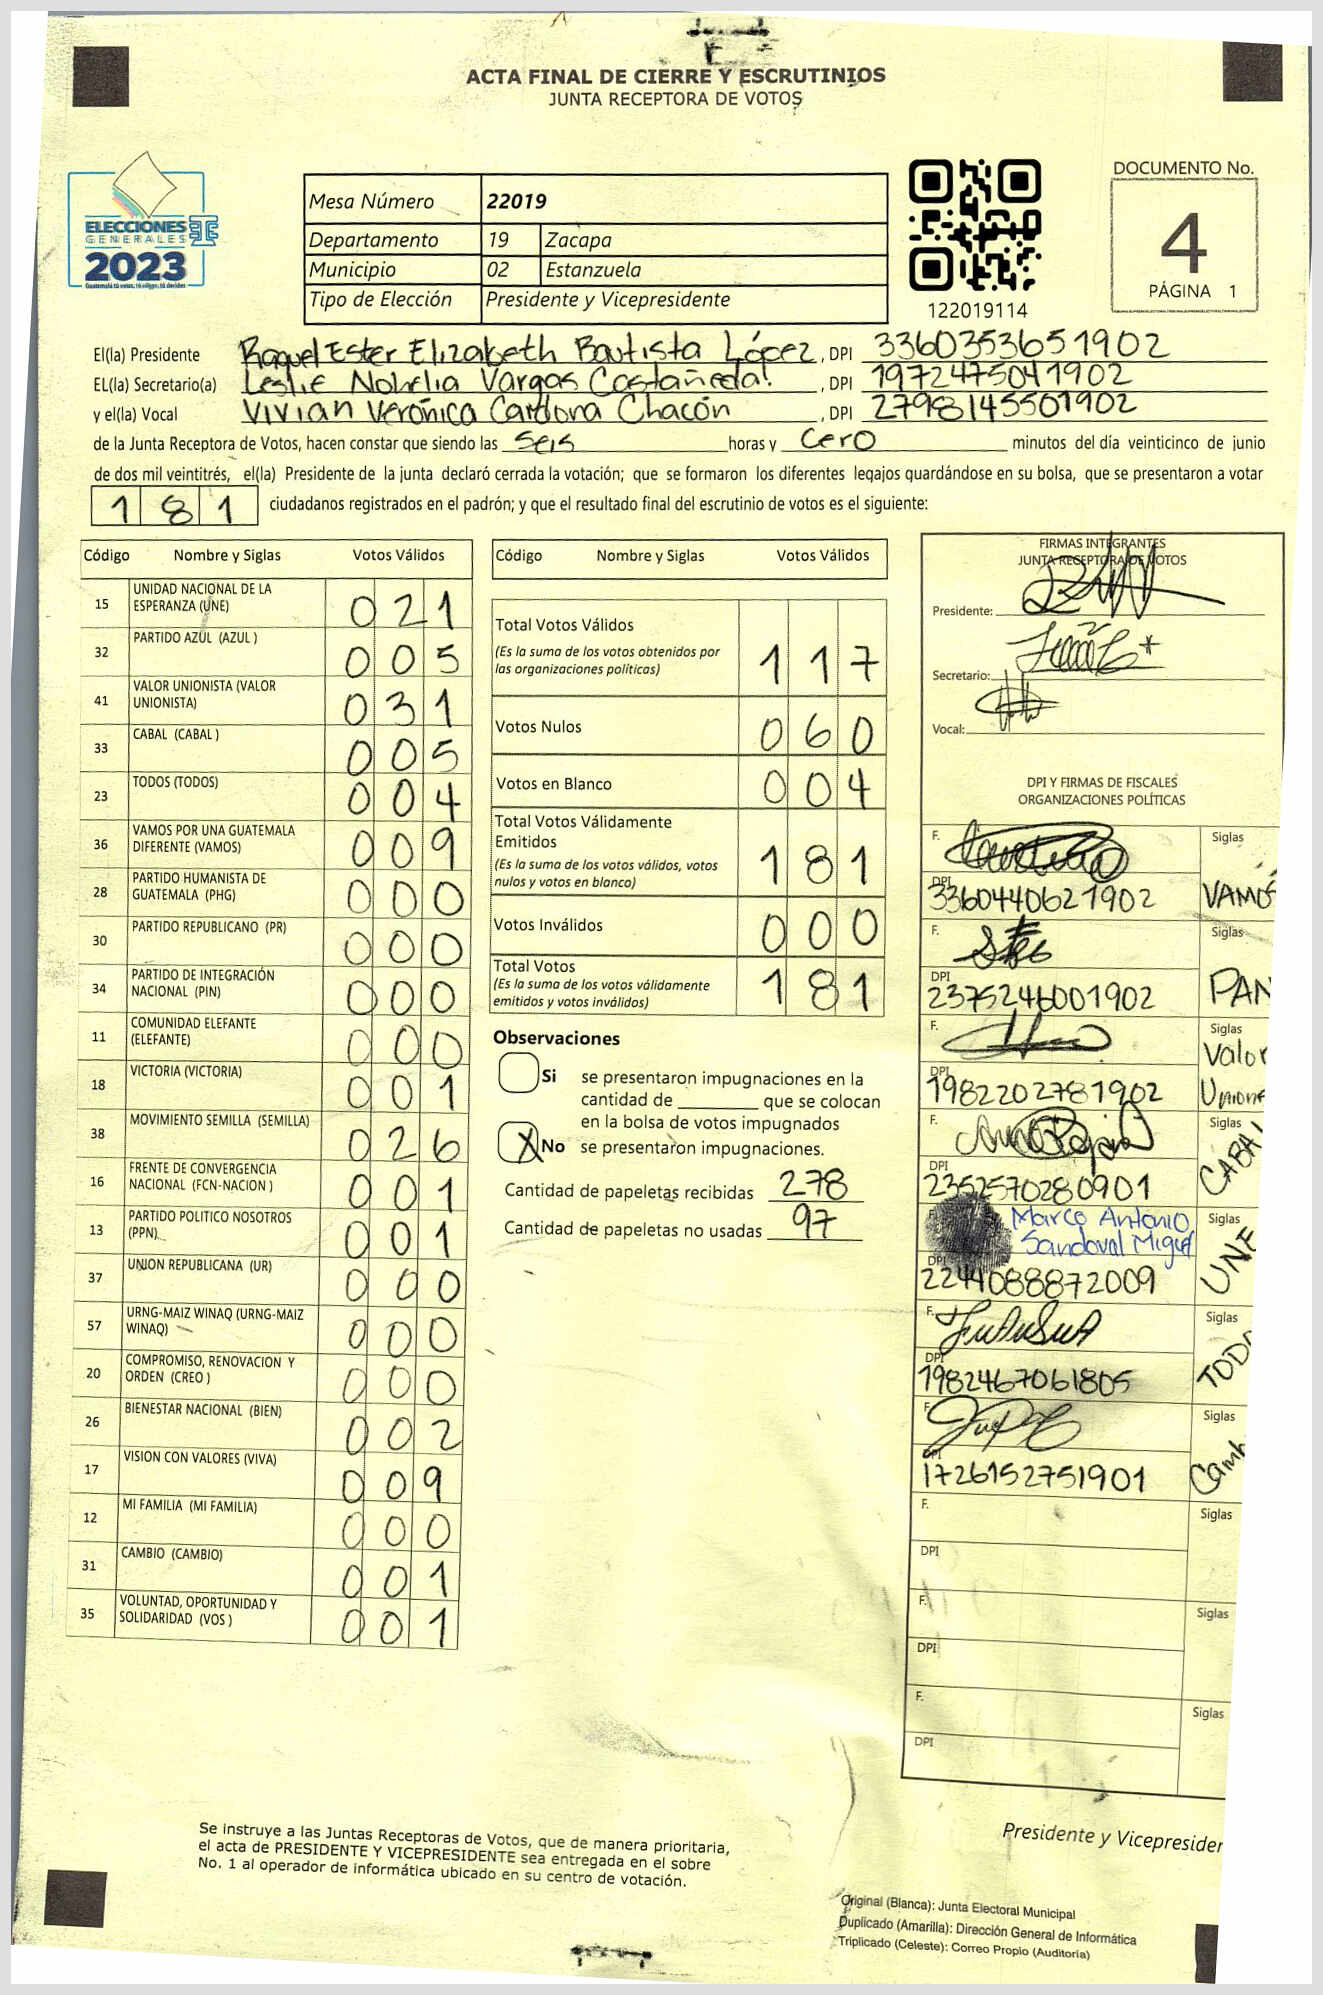 ACTA FINAL DE CIERRE Y ESCRUTINIOS
JUNTA RECEPTORA DE VOTOS
ELECCIONES
GENERALES
2023
Guatemala tú votas, tú eliges, tú decides
Mesa Número 22019
Departamento 19 Zacapa
Municipio 02 Estanzuela
Tipo de Elección Presidente y Vicepresidente
122019114
DOCUMENTO No.
4
PÁGINA 1
El(la) Presidente Raquel Ester Elizabeth Bautista López, DPI 3360353651902
EL(la) Secretario(a) Leslie Nohelia Vargas Castañeda, DPI 1972475041902
y el(la) Vocal Vivian Verónica Cardona Chacón, DPI 2798145501902
de la Junta Receptora de Votos, hacen constar que siendo las seis horas y cero minutos del día veinticinco de junio
de dos mil veintitrés, el(la) Presidente de la junta declaró cerrada la votación; que se formaron los diferentes legajos guardándose en su bolsa, que se presentaron a votar
181 ciudadanos registrados en el padrón; y que el resultado final del escrutinio de votos es el siguiente:
Código Nombre y Siglas Votos Válidos
15 UNIDAD NACIONAL DE LA ESPERANZA (UNE) 021
32 PARTIDO AZUL (AZUL ) 005
41 VALOR UNIONISTA (VALOR UNIONISTA) 031
33 CABAL (CABAL ) 005
23 TODOS (TODOS) 004
36 VAMOS POR UNA GUATEMALA DIFERENTE (VAMOS) 009
28 PARTIDO HUMANISTA DE GUATEMALA (PHG) 000
30 PARTIDO REPUBLICANO (PR) 000
34 PARTIDO DE INTEGRACIÓN NACIONAL (PIN) 000
11 COMUNIDAD ELEFANTE (ELEFANTE) 000
18 VICTORIA (VICTORIA) 001
38 MOVIMIENTO SEMILLA (SEMILLA) 026
16 FRENTE DE CONVERGENCIA NACIONAL (FCN-NACION ) 001
13 PARTIDO POLITICO NOSOTROS (PPN) 001
37 UNION REPUBLICANA (UR) 000
57 URNG-MAIZ WINAQ (URNG-MAIZ WINAQ) 000
20 COMPROMISO, RENOVACION Y ORDEN (CREO ) 000
26 BIENESTAR NACIONAL (BIEN) 002
17 VISION CON VALORES (VIVA) 009
12 MI FAMILIA (MI FAMILIA) 000
31 CAMBIO (CAMBIO) 001
35 VOLUNTAD, OPORTUNIDAD Y SOLIDARIDAD (VOS ) 001
Código Nombre y Siglas Votos Válidos
Total Votos Válidos 117
(Es la suma de los votos obtenidos por
las organizaciones políticas)
Votos Nulos 060
Votos en Blanco 004
Total Votos Válidamente
Emitidos 181
(Es la suma de los votos válidos, votos
nulos y votos en blanco)
Votos Inválidos 000
Total Votos 181
(Es la suma de los votos válidamente
emitidos y votos inválidos)
Observaciones
Si se presentaron impugnaciones en la
cantidad de ________ que se colocan
en la bolsa de votos impugnados
X No se presentaron impugnaciones.
Cantidad de papeletas recibidas 278
Cantidad de papeletas no usadas 97
FIRMAS INTEGRANTES
JUNTA RECEPTORA DE VOTOS
Presidente:
Secretario:
Vocal:
DPI Y FIRMAS DE FISCALES
ORGANIZACIONES POLÍTICAS
F. Siglas
DPI 3360440621902 VAMOS
F. Siglas
DPI 2375246001902 PAN
F. Siglas
DPI 1982202781902 Valor
F. Siglas
DPI 2352570280901 CABAL
Marco Antonio Siglas
Sandoval Miguel
DPI 2244088872009 UNE
F. Siglas
DPI 1982467061805 TODO
F. Siglas
DPI 1726152751901 Camb
F. Siglas
DPI
F. Siglas
DPI
F. Siglas
DPI
Se instruye a las Juntas Receptoras de Votos, que de manera prioritaria,
el acta de PRESIDENTE Y VICEPRESIDENTE sea entregada en el sobre
No. 1 al operador de informática ubicado en su centro de votación.
Presidente y Vicepresiden
Original (Blanca): Junta Electoral Municipal
Duplicado (Amarilla): Dirección General de Informática
Triplicado (Celeste): Correo Propio (Auditoría)